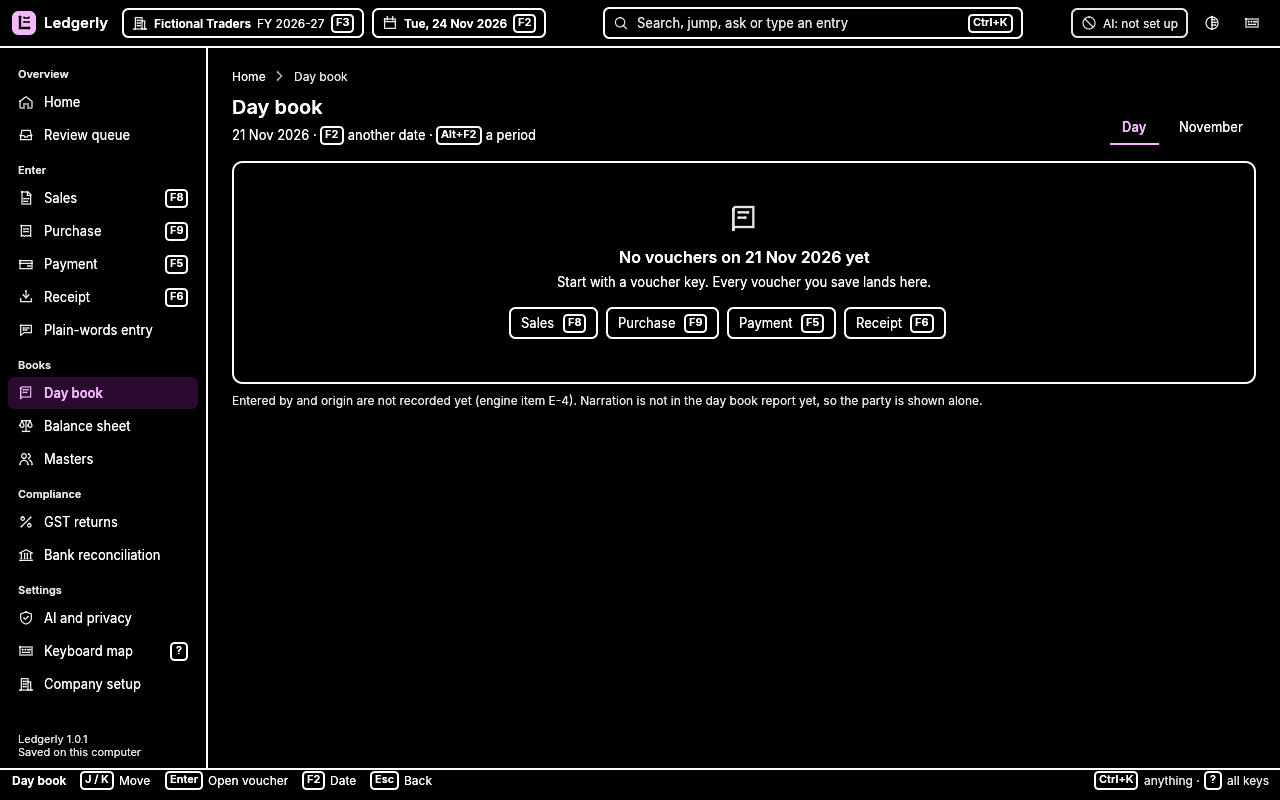 Ledgerly
Fictional Traders FY 2026-27 F3
Tue, 24 Nov 2026 F2
Search, jump, ask or type an entry Ctrl+K
AI: not set up
Overview
Home
Review queue
Enter
Sales F8
Purchase F9
Payment F5
Receipt F6
Plain-words entry
Books
Day book
Balance sheet
Masters
Compliance
GST returns
Bank reconciliation
Settings
AI and privacy
Keyboard map ?
Company setup
Ledgerly 1.0.1
Saved on this computer
Home Day book
Day book
21 Nov 2026 · F2 another date · Alt+F2 a period
Day November
No vouchers on 21 Nov 2026 yet
Start with a voucher key. Every voucher you save lands here.
Sales F8 Purchase F9 Payment F5 Receipt F6
Entered by and origin are not recorded yet (engine item E-4). Narration is not in the day book report yet, so the party is shown alone.
Day book J / K Move Enter Open voucher F2 Date Esc Back
Ctrl+K anything · ? all keys